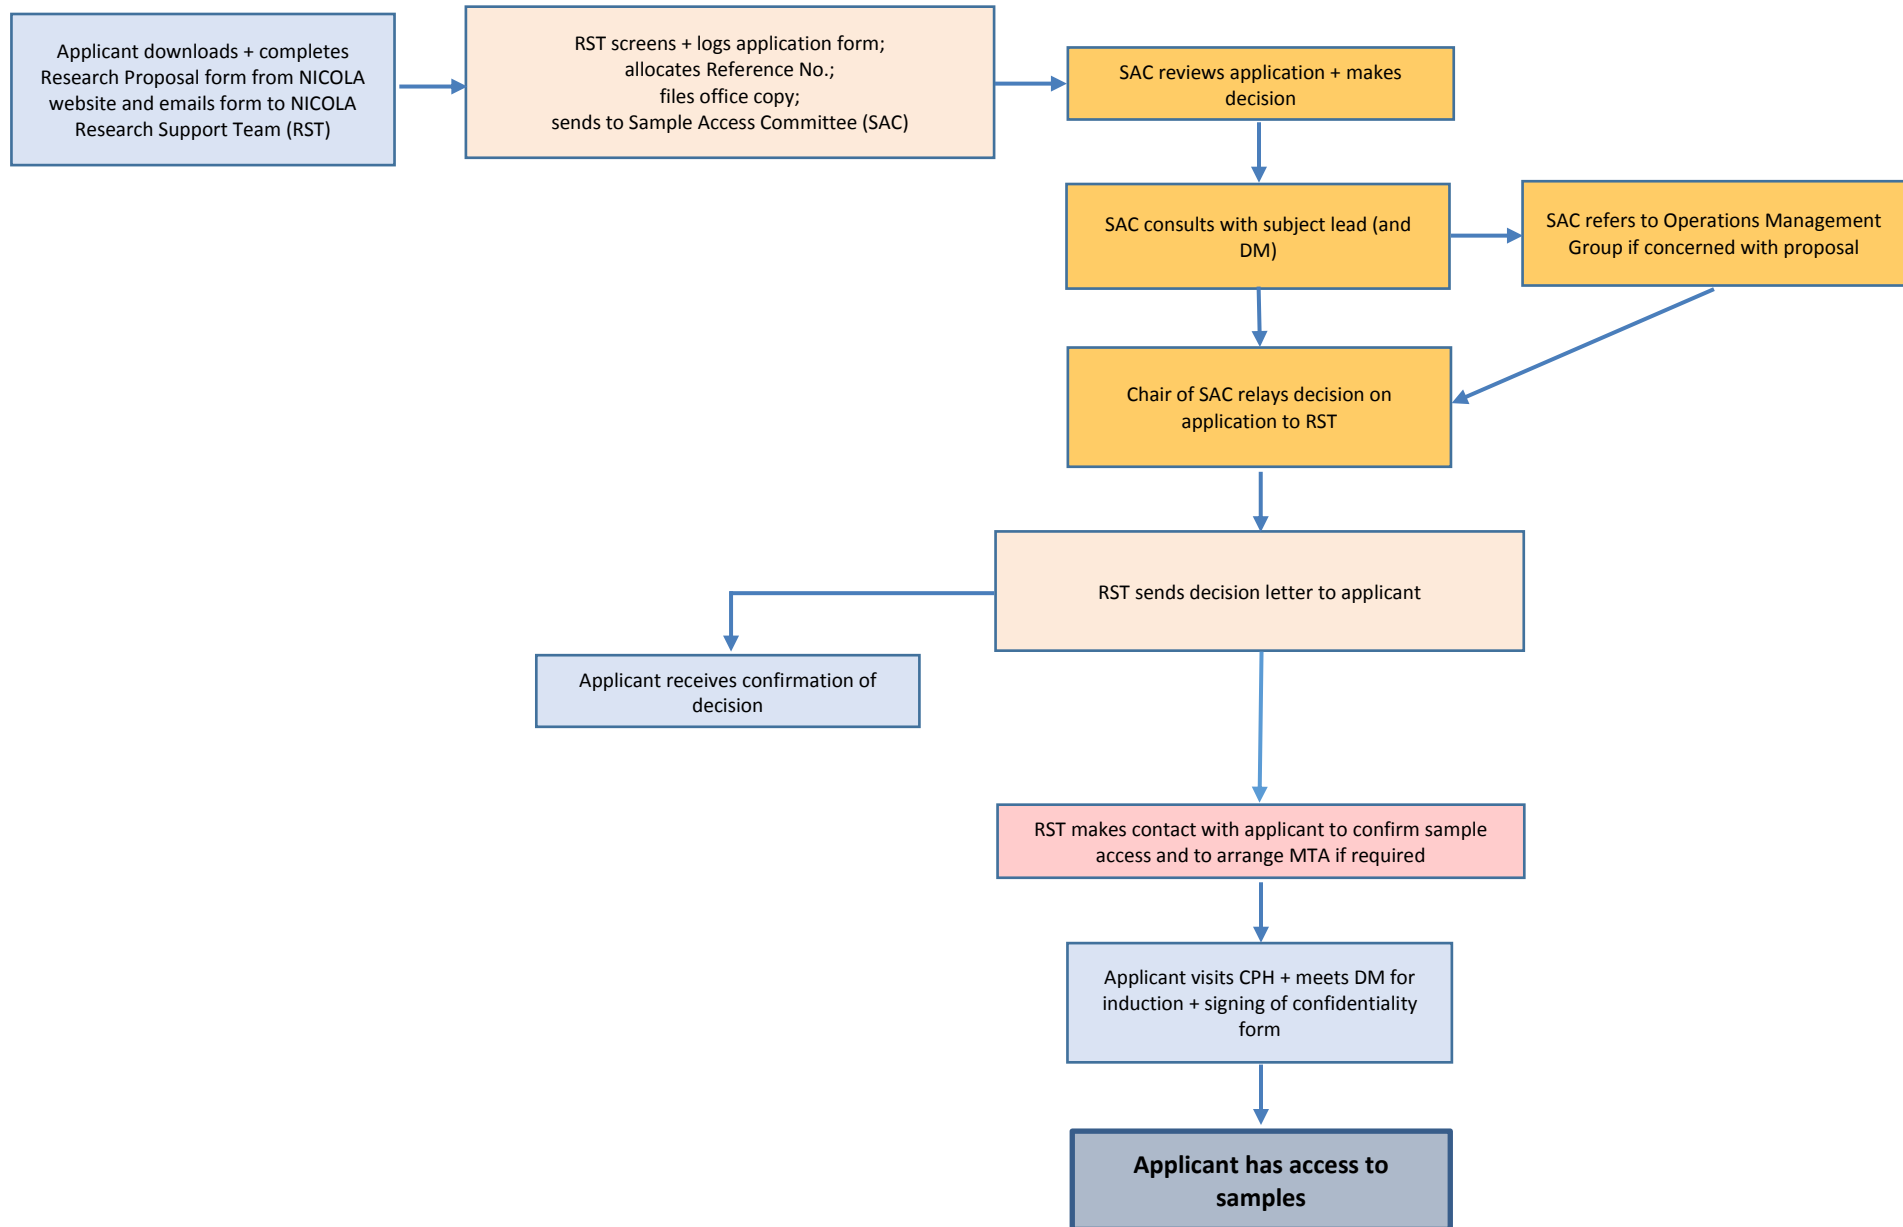 Applicant downloads + completes
Research Proposal form from NICOLA
website and emails form to NICOLA
Research Support Team (RST)
RST screens + logs application form;
allocates Reference No.;
files office copy;
sends to Sample Access Committee (SAC)
SAC reviews application + makes
decision
SAC consults with subject lead (and
DM)
SAC refers to Operations Management
Group if concerned with proposal
Chair of SAC relays decision on
application to RST
RST sends decision letter to applicant
Applicant receives confirmation of
decision
RST makes contact with applicant to confirm sample
access and to arrange MTA if required
Applicant visits CPH + meets DM for
induction + signing of confidentiality
form
Applicant has access to
samples